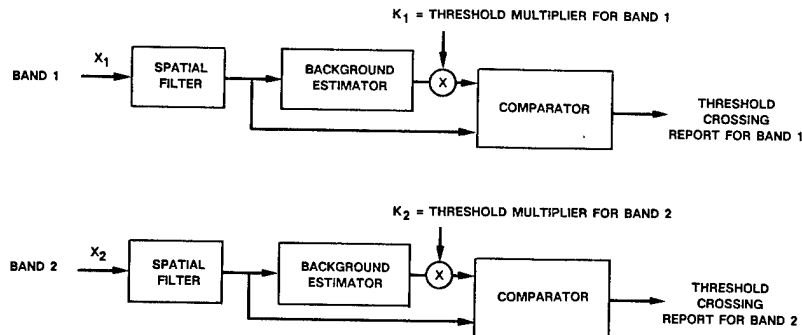 K1 = THRESHOLD MULTIPLIER FOR BAND 1
BAND 1
X1
SPATIAL
FILTER
BACKGROUND
ESTIMATOR
X
COMPARATOR
THRESHOLD
CROSSING
REPORT FOR BAND 1
K2 = THRESHOLD MULTIPLIER FOR BAND 2
BAND 2
X2
SPATIAL
FILTER
BACKGROUND
ESTIMATOR
X
COMPARATOR
THRESHOLD
CROSSING
REPORT FOR BAND 2